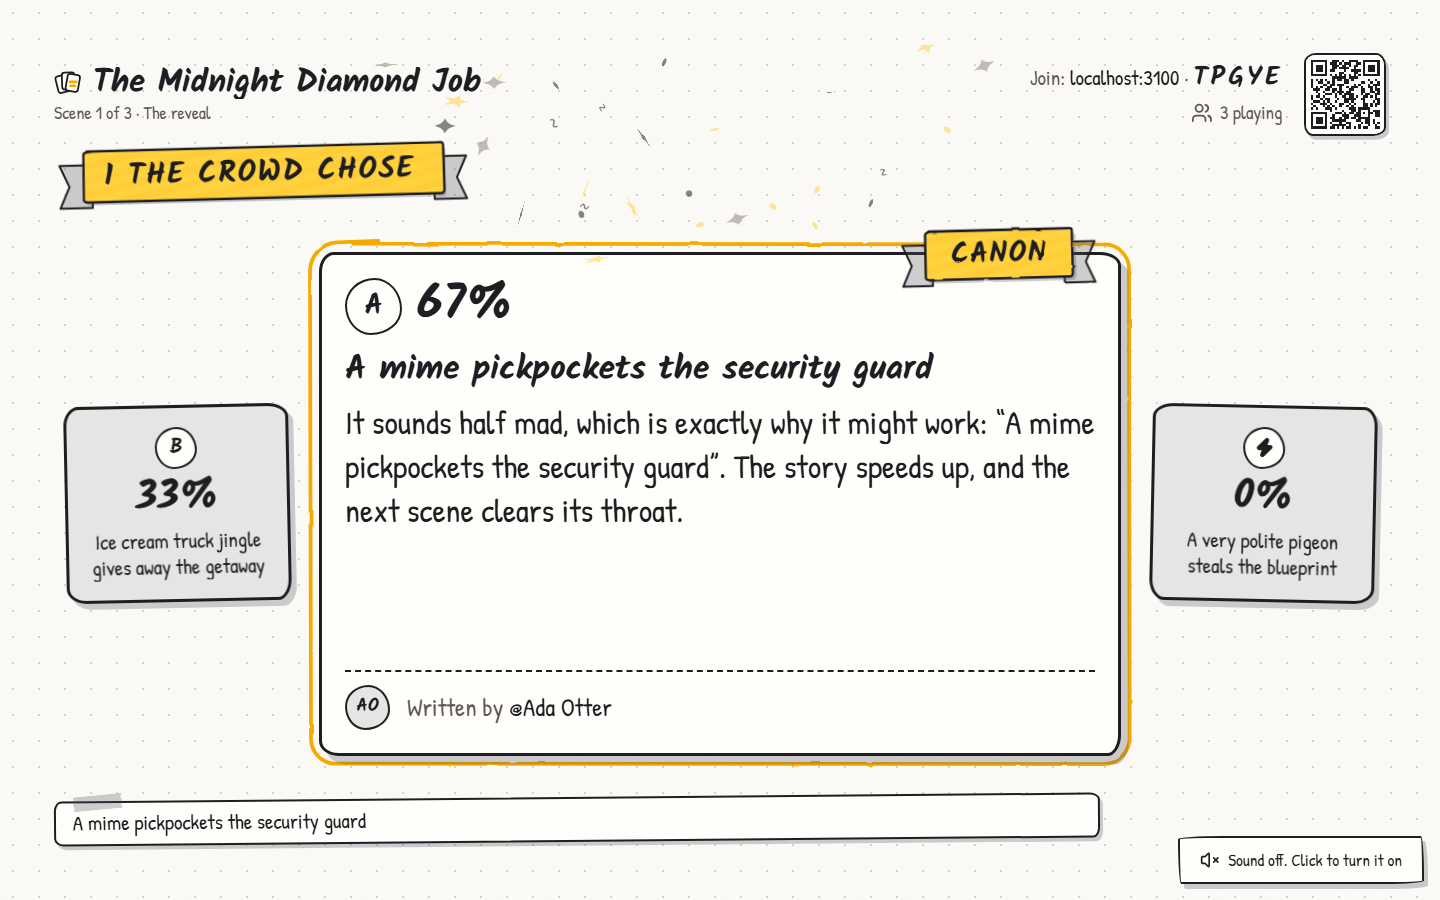 The Midnight Diamond Job
Scene 1 of 3 · The reveal
Join: localhost:3100 · TPGYE
3 playing
1 THE CROWD CHOSE
CANON
A 67%
A mime pickpockets the security guard
It sounds half mad, which is exactly why it might work: “A mime
pickpockets the security guard”. The story speeds up, and the
next scene clears its throat.
AO Written by @Ada Otter
B
33%
Ice cream truck jingle
gives away the getaway
0%
A very polite pigeon
steals the blueprint
A mime pickpockets the security guard
Sound off. Click to turn it on